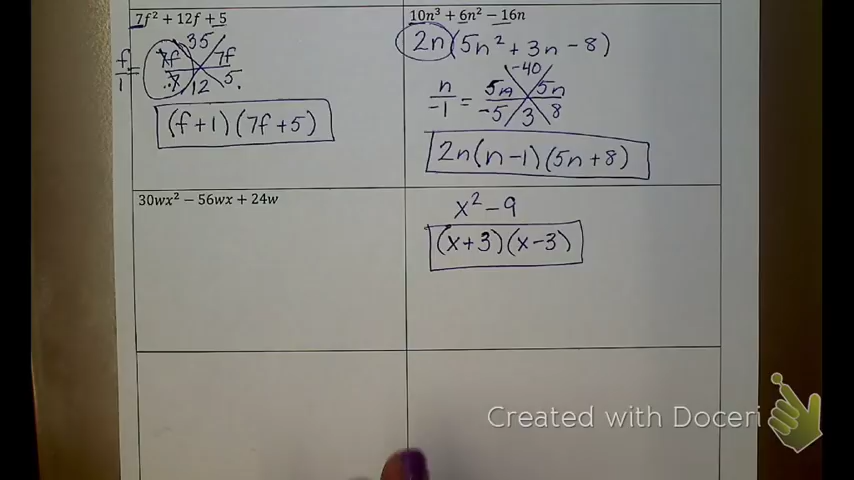 7f² + 12f + 5
35
f/1 = 7f 7f
7 5
12
(f+1)(7f+5)
10n³ + 6n² − 16n
2n(5n² + 3n − 8)
-40
n/-1 = 5n 5n
-5 3 8
2n(n−1)(5n+8)
30wx² − 56wx + 24w
x² − 9
(x+3)(x−3)
Created with Doceri